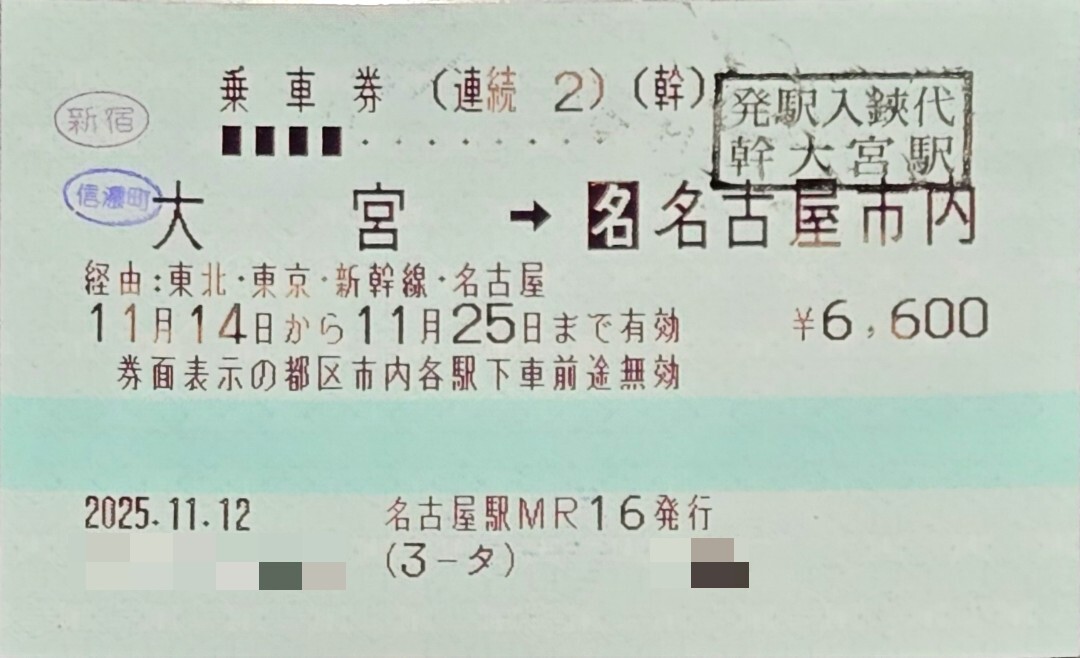 乗車券 (連続 2) (幹)
発駅入鋏代
幹大宮駅
新宿
信濃町
大宮 → 名 名古屋市内
経由:東北・東京・新幹線・名古屋
11月14日から11月25日まで有効 ¥6,600
券面表示の都区市内各駅下車前途無効
2025.11.12 名古屋駅MR16発行
(3-タ)